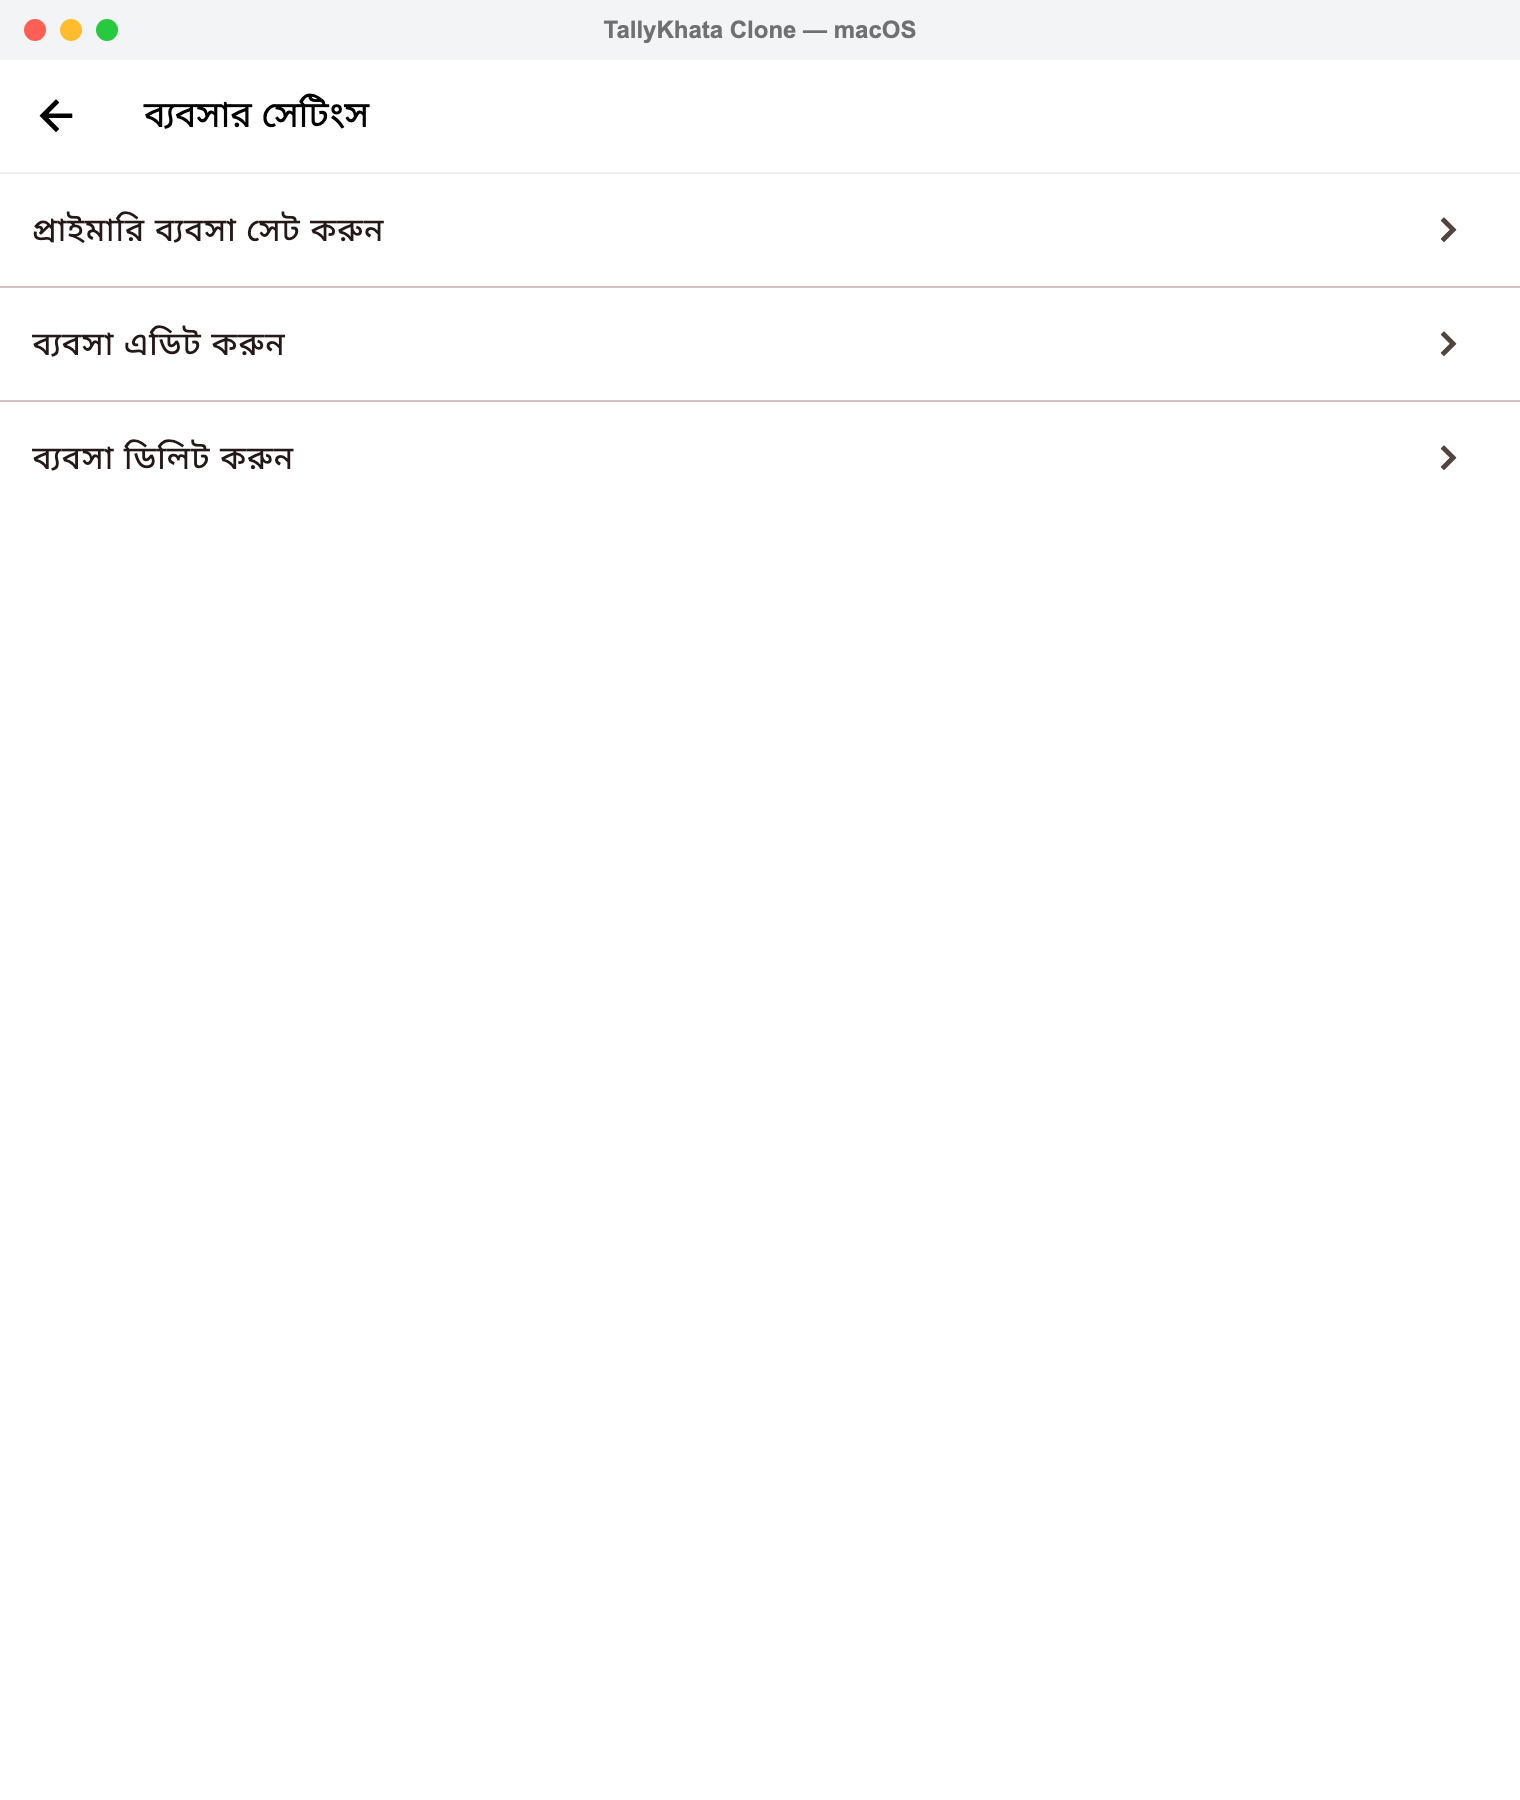 TallyKhata Clone — macOS
ব্যবসার সেটিংস
প্রাইমারি ব্যবসা সেট করুন
ব্যবসা এডিট করুন
ব্যবসা ডিলিট করুন